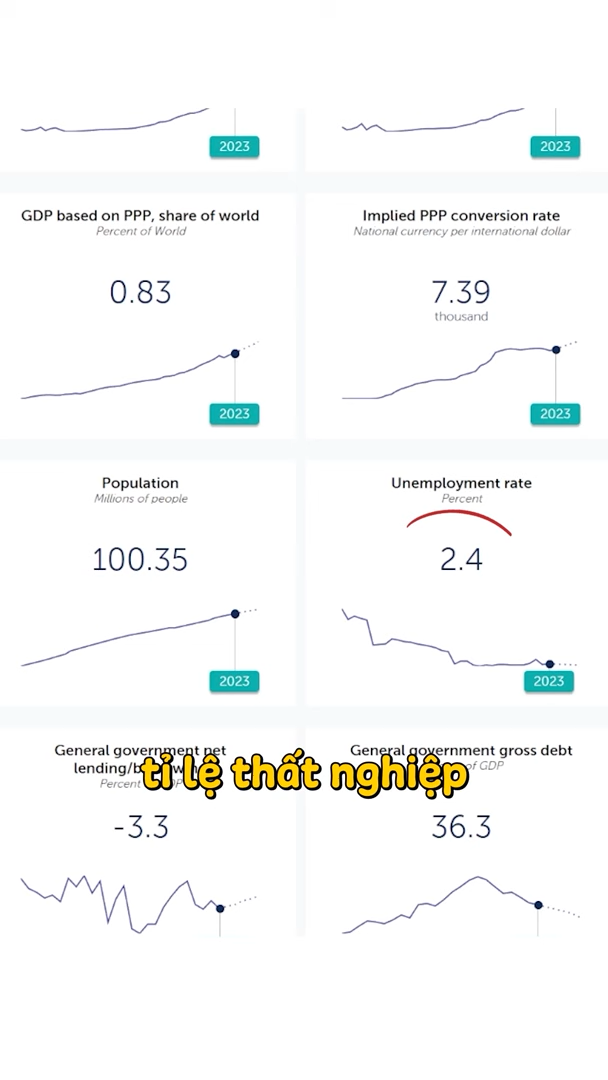 2023
2023
GDP based on PPP, share of world
Percent of World
0.83
2023
Implied PPP conversion rate
National currency per international dollar
7.39
thousand
2023
Population
Millions of people
100.35
2023
Unemployment rate
Percent
2.4
2023
General government net
Percent
-3.3
General government gross debt
of GDP
36.3
tỉ lệ thất nghiệp